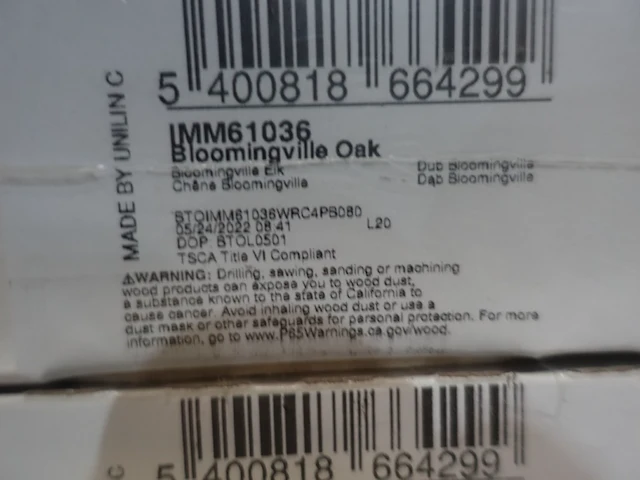 5 400818 664299
MADE BY UNILIN C
IMM61036
Bloomingville Oak
Bloomingville Eik
Chêne Bloomingville
Dub Bloomingville
Dąb Bloomingville
STOIMM61036WRC4PB080
05/24/2022 08 41
L20
DOP BTOL0501
TSCA Title VI Compliant
⚠WARNING: Drilling, sawing, sanding or machining
wood products can expose you to wood dust,
a substance known to the state of California to
cause cancer. Avoid inhaling wood dust or use a
dust mask or other safeguards for personal protection. For more
information, go to www.P65Warnings.ca.gov/wood.
C
5 400818 664299